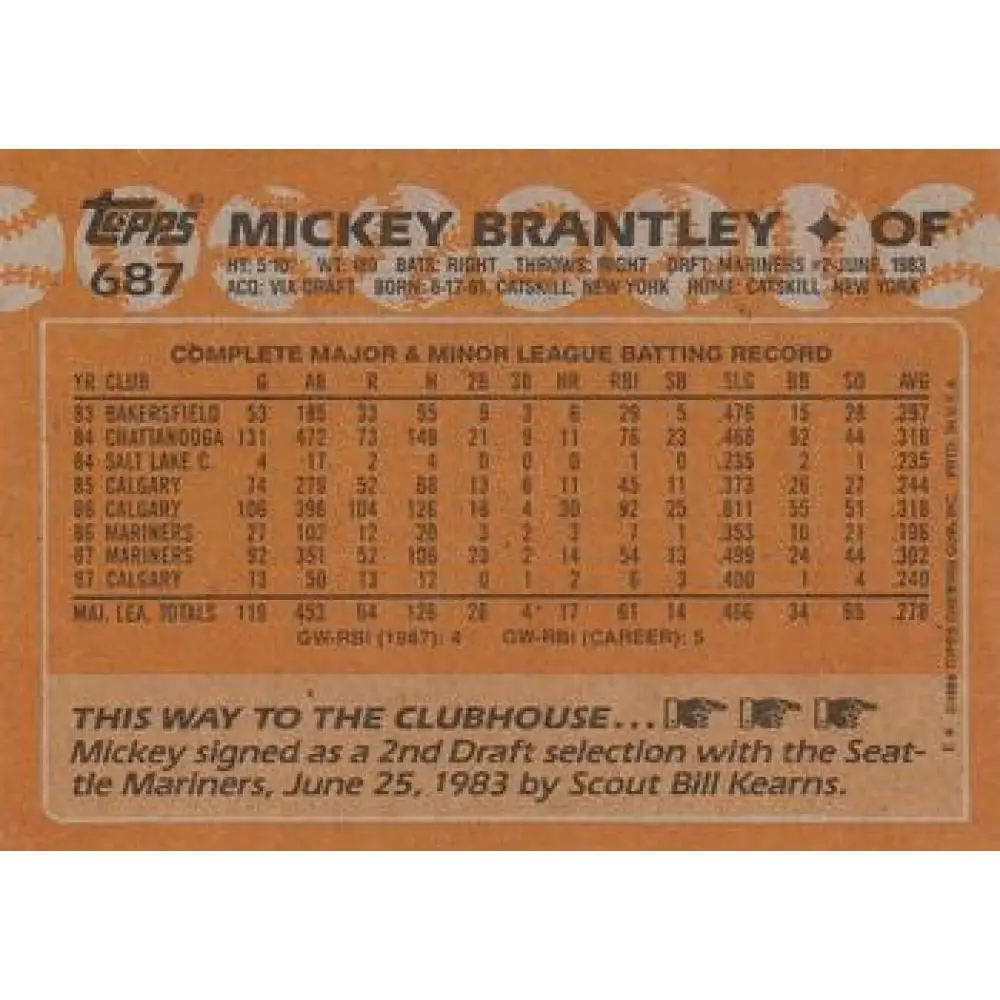 Topps® MICKEY BRANTLEY ✦ OF
687 HT: 5'10" WT: 180 BATS: RIGHT THROWS: RIGHT DRFT: MARINERS #2-JUNE, 1983
ACQ: VIA DRAFT BORN: 6-17-61, CATSKILL, NEW YORK HOME: CATSKILL, NEW YORK
COMPLETE MAJOR & MINOR LEAGUE BATTING RECORD
YR CLUB G AB R H 2B 3B HR RBI SB SLG BB SO AVG
83 BAKERSFIELD 53 185 33 55 9 3 6 29 5 .476 15 28 .297
84 CHATTANOOGA 131 472 73 149 21 9 11 76 23 .468 52 44 .316
84 SALT LAKE C. 4 17 2 4 0 0 0 1 0 .235 2 1 .235
85 CALGARY 74 279 52 68 13 6 11 45 11 .373 26 27 .244
86 CALGARY 106 396 104 126 16 4 30 92 25 .611 55 51 .318
86 MARINERS 27 102 12 20 3 2 3 7 1 .353 10 21 .196
87 MARINERS 92 351 52 106 23 2 14 54 13 .499 24 44 .302
87 CALGARY 13 50 13 12 0 1 2 6 3 .400 1 4 .240
MAJ. LEA. TOTALS 119 453 64 126 26 4 17 61 14 .466 34 65 .278
GW-RBI (1987): 4 GW-RBI (CAREER): 5
THIS WAY TO THE CLUBHOUSE...
Mickey signed as a 2nd Draft selection with the Seat-
tle Mariners, June 25, 1983 by Scout Bill Kearns.
TOPPS CHEWING GUM, INC. PRTD. IN U.S.A.